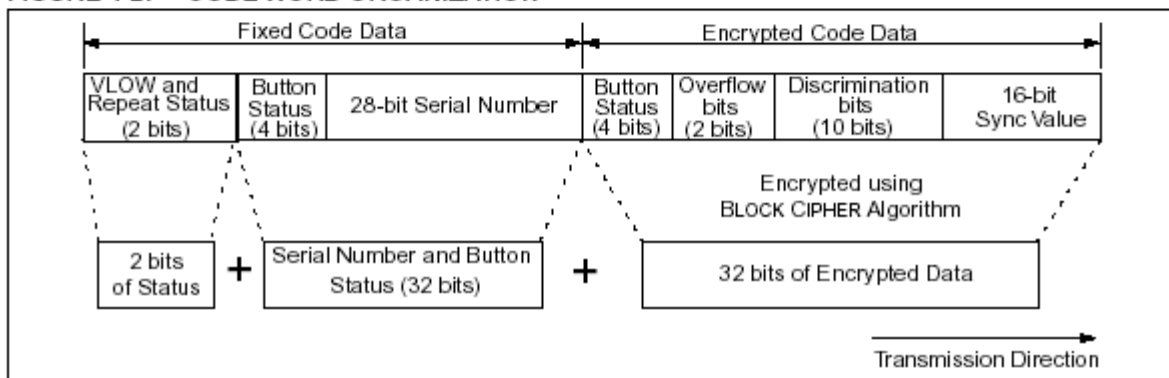 Fixed Code Data
Encrypted Code Data
VLOW and
Repeat Status
(2 bits)
Button
Status
(4 bits)
28-bit Serial Number
Button
Status
(4 bits)
Overflow
bits
(2 bits)
Discrimination
bits
(10 bits)
16-bit
Sync Value
Encrypted using
BLOCK CIPHER Algorithm
2 bits
of Status
+
Serial Number and Button
Status (32 bits)
+
32 bits of Encrypted Data
Transmission Direction